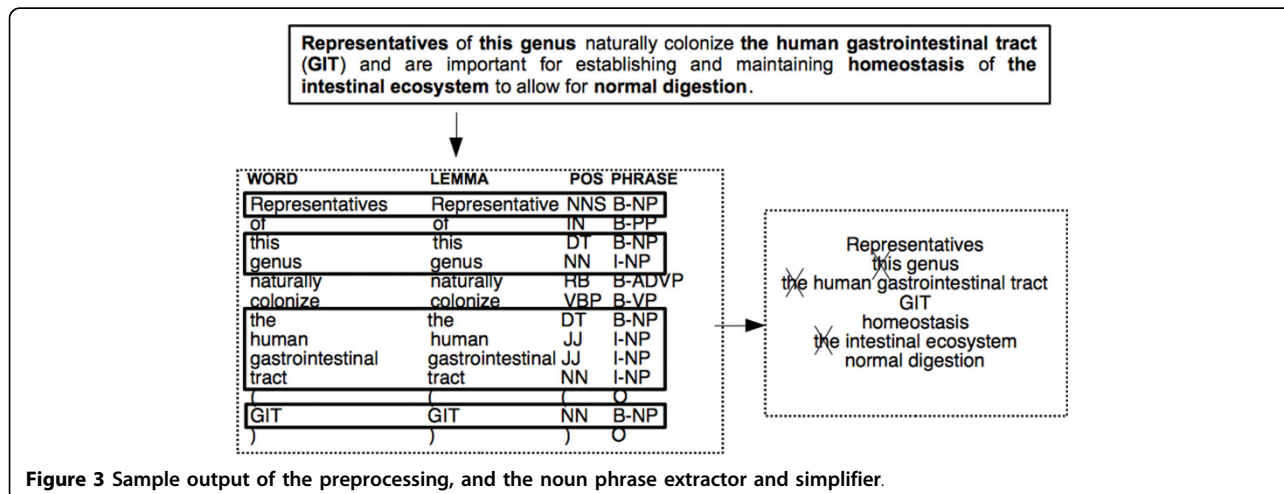 Representatives of this genus naturally colonize the human gastrointestinal tract
(GIT) and are important for establishing and maintaining homeostasis of the
intestinal ecosystem to allow for normal digestion.
WORD LEMMA POS PHRASE
Representatives Representative NNS B-NP
of of IN B-PP
this this DT B-NP
genus genus NN I-NP
naturally naturally RB B-ADVP
colonize colonize VBP B-VP
the the DT B-NP
human human JJ I-NP
gastrointestinal gastrointestinal JJ I-NP
tract tract NN I-NP
( ( ( O
GIT GIT NN B-NP
) ) ) O
Representatives
this genus
the human gastrointestinal tract
GIT
homeostasis
the intestinal ecosystem
normal digestion
Figure 3 Sample output of the preprocessing, and the noun phrase extractor and simplifier.